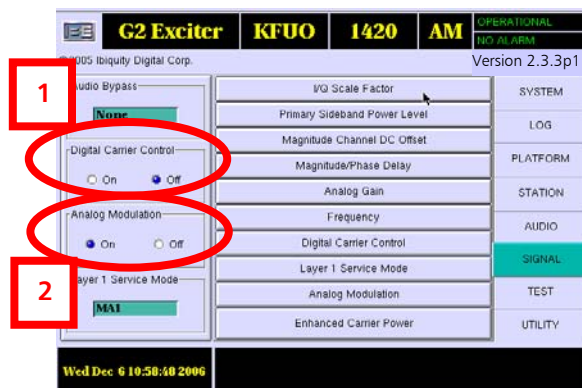 G2 Exciter KFUO 1420 AM
OPERATIONAL
NO ALARM
2005 Ibiquity Digital Corp.
Version 2.3.3p1
1
Audio Bypass
None
Digital Carrier Control
On Off
Analog Modulation
On Off
2
Layer 1 Service Mode
MA1
I/Q Scale Factor
Primary Sideband Power Level
Magnitude Channel DC Offset
Magnitude/Phase Delay
Analog Gain
Frequency
Digital Carrier Control
Layer 1 Service Mode
Analog Modulation
Enhanced Carrier Power
SYSTEM
LOG
PLATFORM
STATION
AUDIO
SIGNAL
TEST
UTILITY
Wed Dec 6 10:58:48 2006